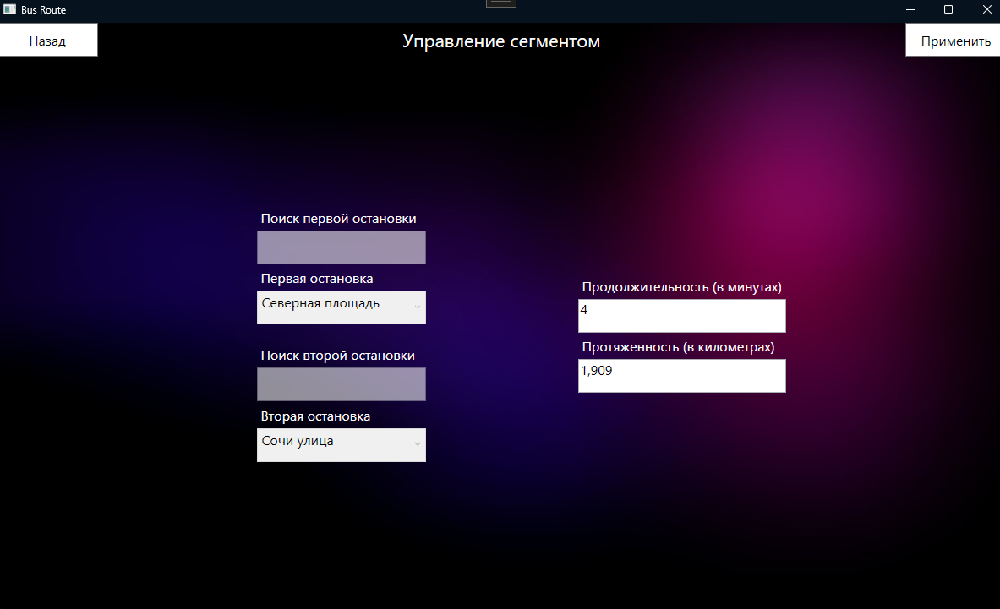 Bus Route
Назад
Управление сегментом
Применить
Поиск первой остановки
Первая остановка
Северная площадь
Поиск второй остановки
Вторая остановка
Сочи улица
Продолжительность (в минутах)
4
Протяженность (в километрах)
1,909